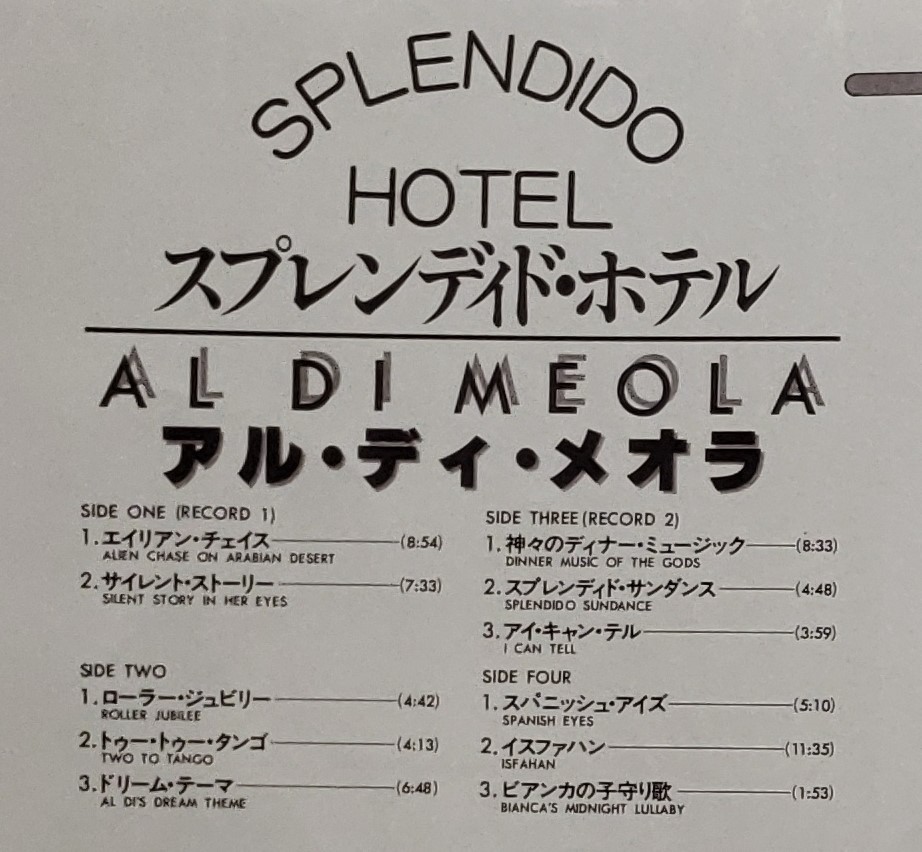 SPLENDIDO
HOTEL
スプレンディド・ホテル
AL DI MEOLA
アル・ディ・メオラ
SIDE ONE (RECORD 1)
1.エイリアン・チェイス (8:54)
ALIEN CHASE ON ARABIAN DESERT
2.サイレント・ストーリー (7:33)
SILENT STORY IN HER EYES
SIDE TWO
1.ローラー・ジュビリー (4:42)
ROLLER JUBILEE
2.トゥー・トゥー・タンゴ (4:13)
TWO TO TANGO
3.ドリーム・テーマ (6:48)
AL DI'S DREAM THEME
SIDE THREE (RECORD 2)
1.神々のディナー・ミュージック (8:33)
DINNER MUSIC OF THE GODS
2.スプレンディド・サンダンス (4:48)
SPLENDIDO SUNDANCE
3.アイ・キャン・テル (3:59)
I CAN TELL
SIDE FOUR
1.スパニッシュ・アイズ (5:10)
SPANISH EYES
2.イスファハン (11:35)
ISFAHAN
3.ビアンカの子守り歌 (1:53)
BIANCA'S MIDNIGHT LULLABY